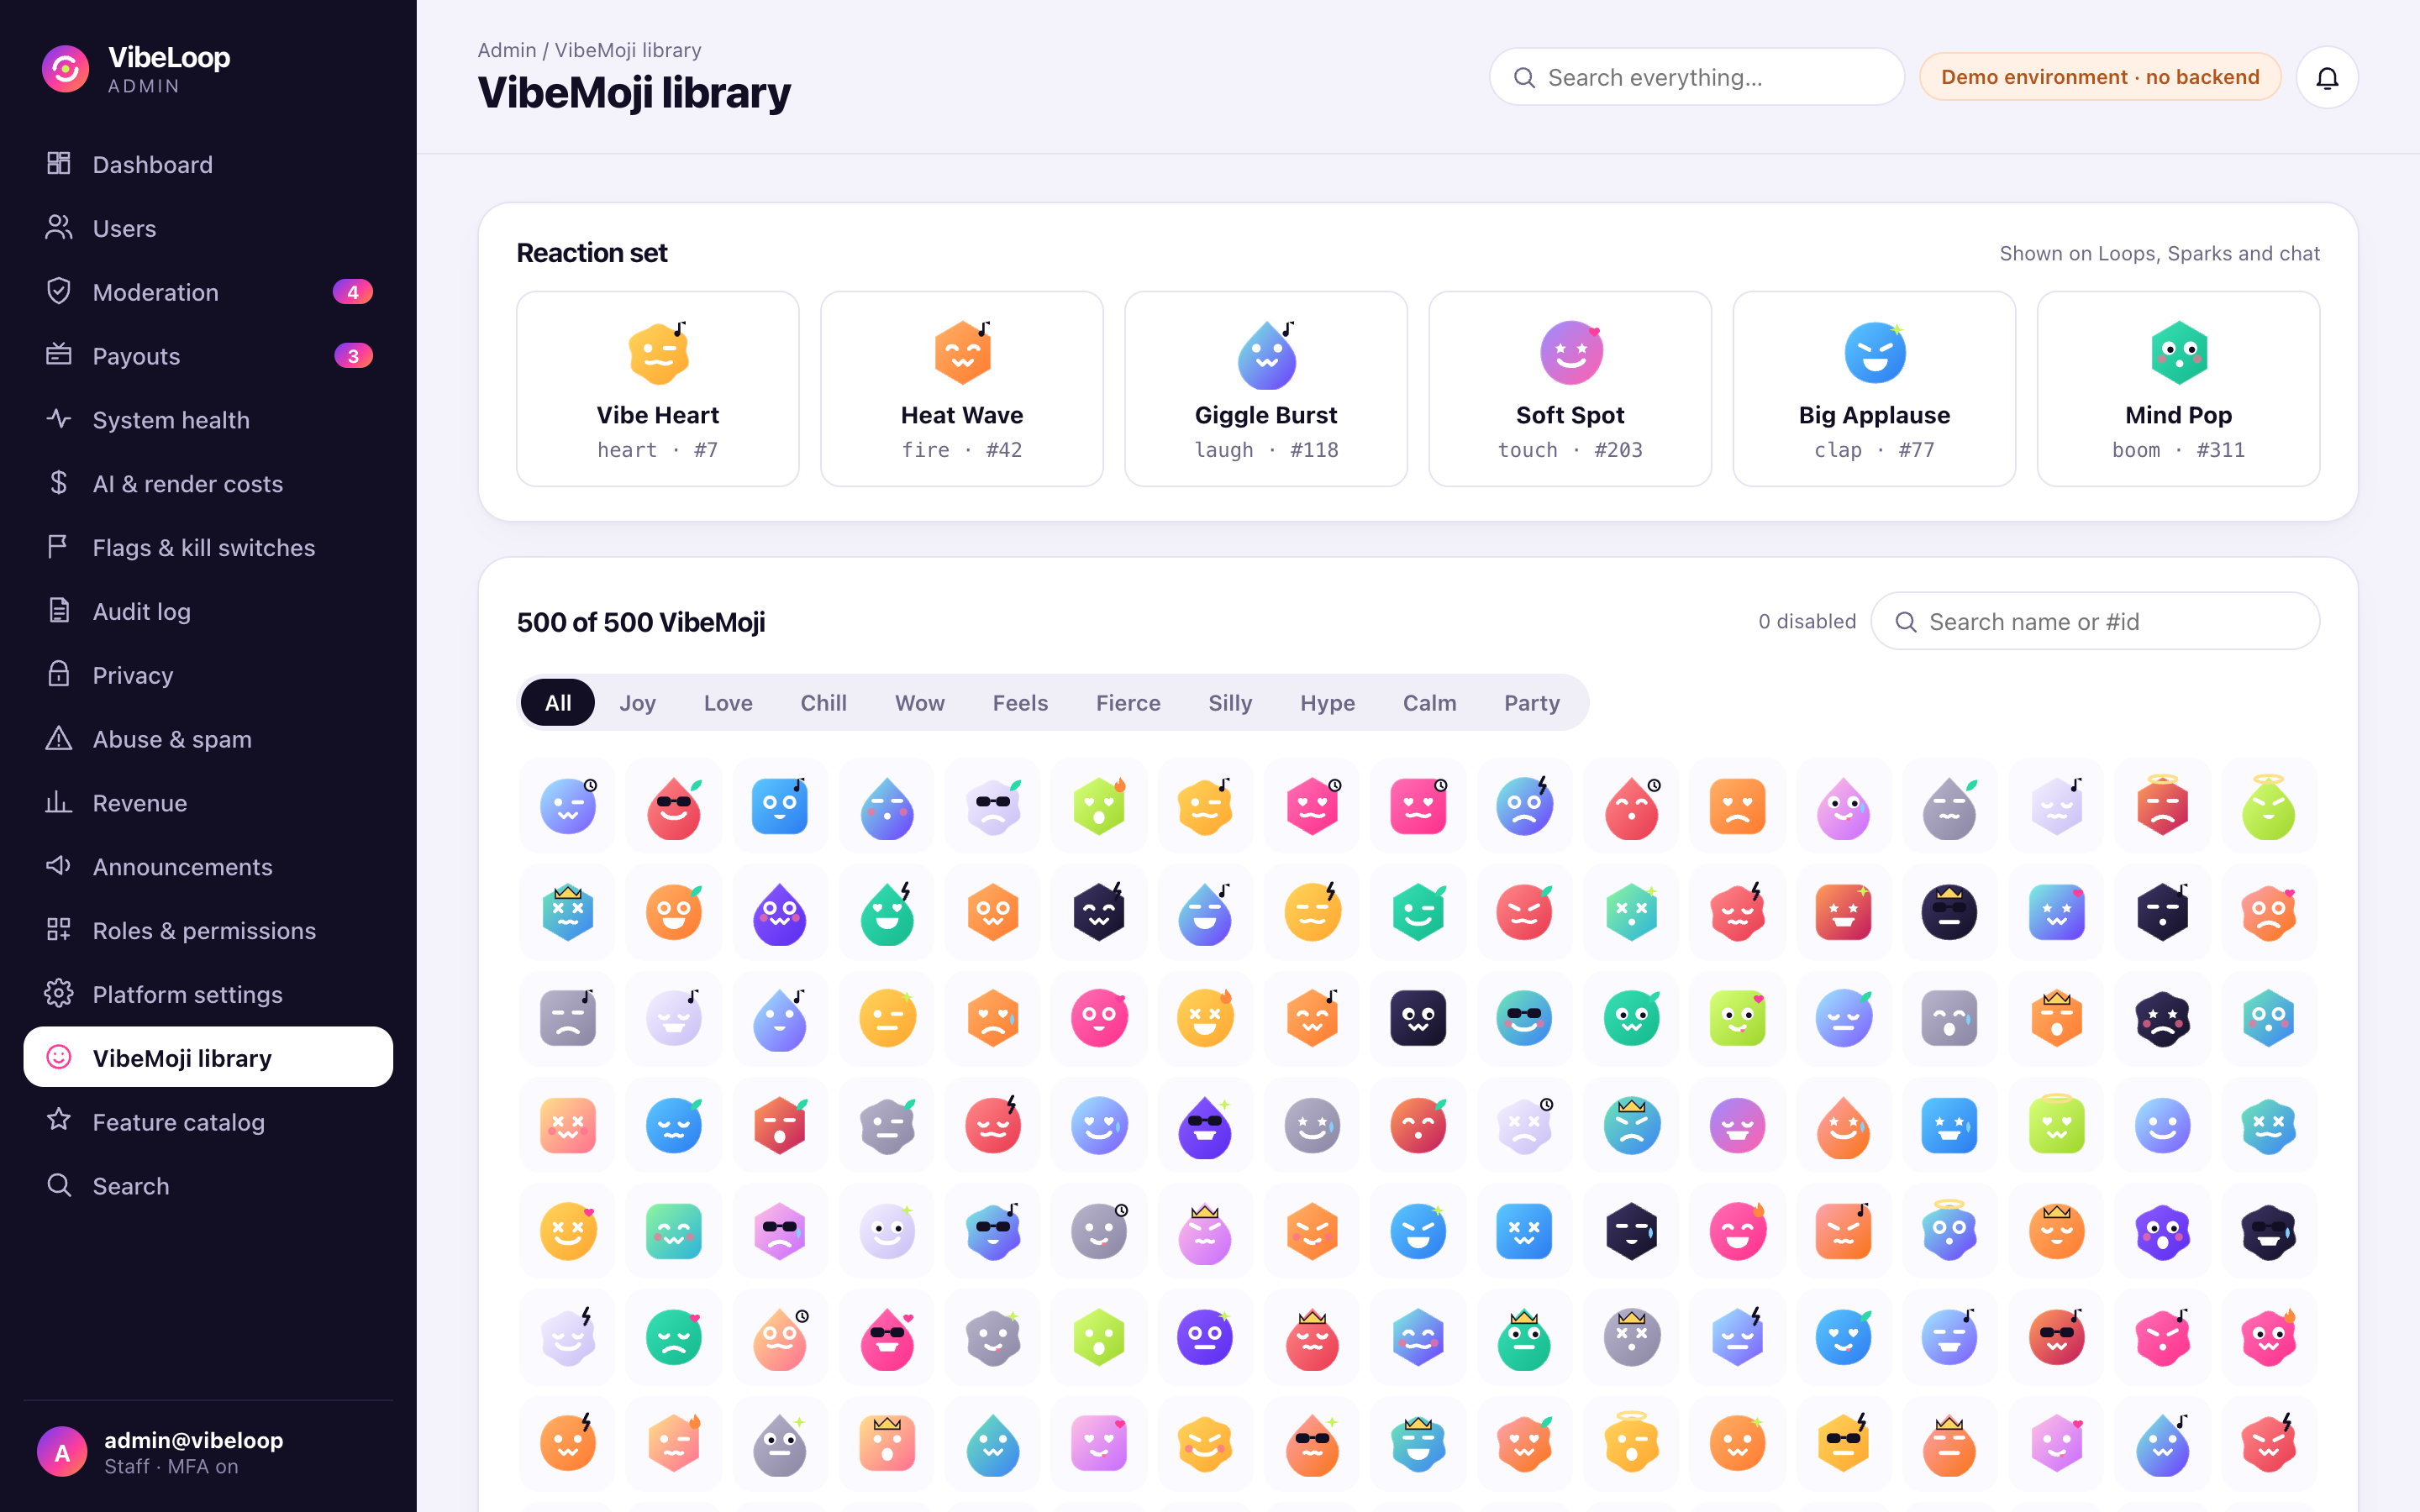 VibeLoop
ADMIN
Dashboard
Users
Moderation 4
Payouts 3
System health
AI & render costs
Flags & kill switches
Audit log
Privacy
Abuse & spam
Revenue
Announcements
Roles & permissions
Platform settings
VibeMoji library
Feature catalog
Search
A
admin@vibeloop
Staff · MFA on
Admin / VibeMoji library
VibeMoji library
Search everything...
Demo environment · no backend
Reaction set
Shown on Loops, Sparks and chat
Vibe Heart
heart · #7
Heat Wave
fire · #42
Giggle Burst
laugh · #118
Soft Spot
touch · #203
Big Applause
clap · #77
Mind Pop
boom · #311
500 of 500 VibeMoji
0 disabled
Search name or #id
All Joy Love Chill Wow Feels Fierce Silly Hype Calm Party